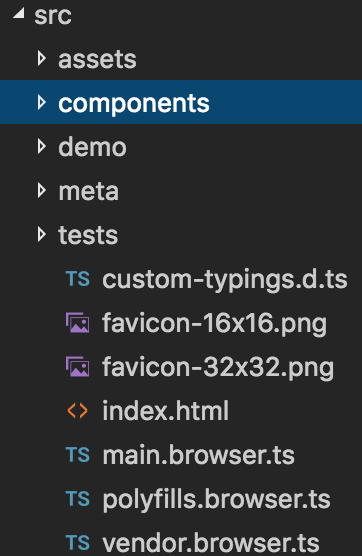 src
assets
components
demo
meta
tests
TS custom-typings.d.ts
favicon-16x16.png
favicon-32x32.png
<> index.html
TS main.browser.ts
TS polyfills.browser.ts
TS vendor.browser.ts